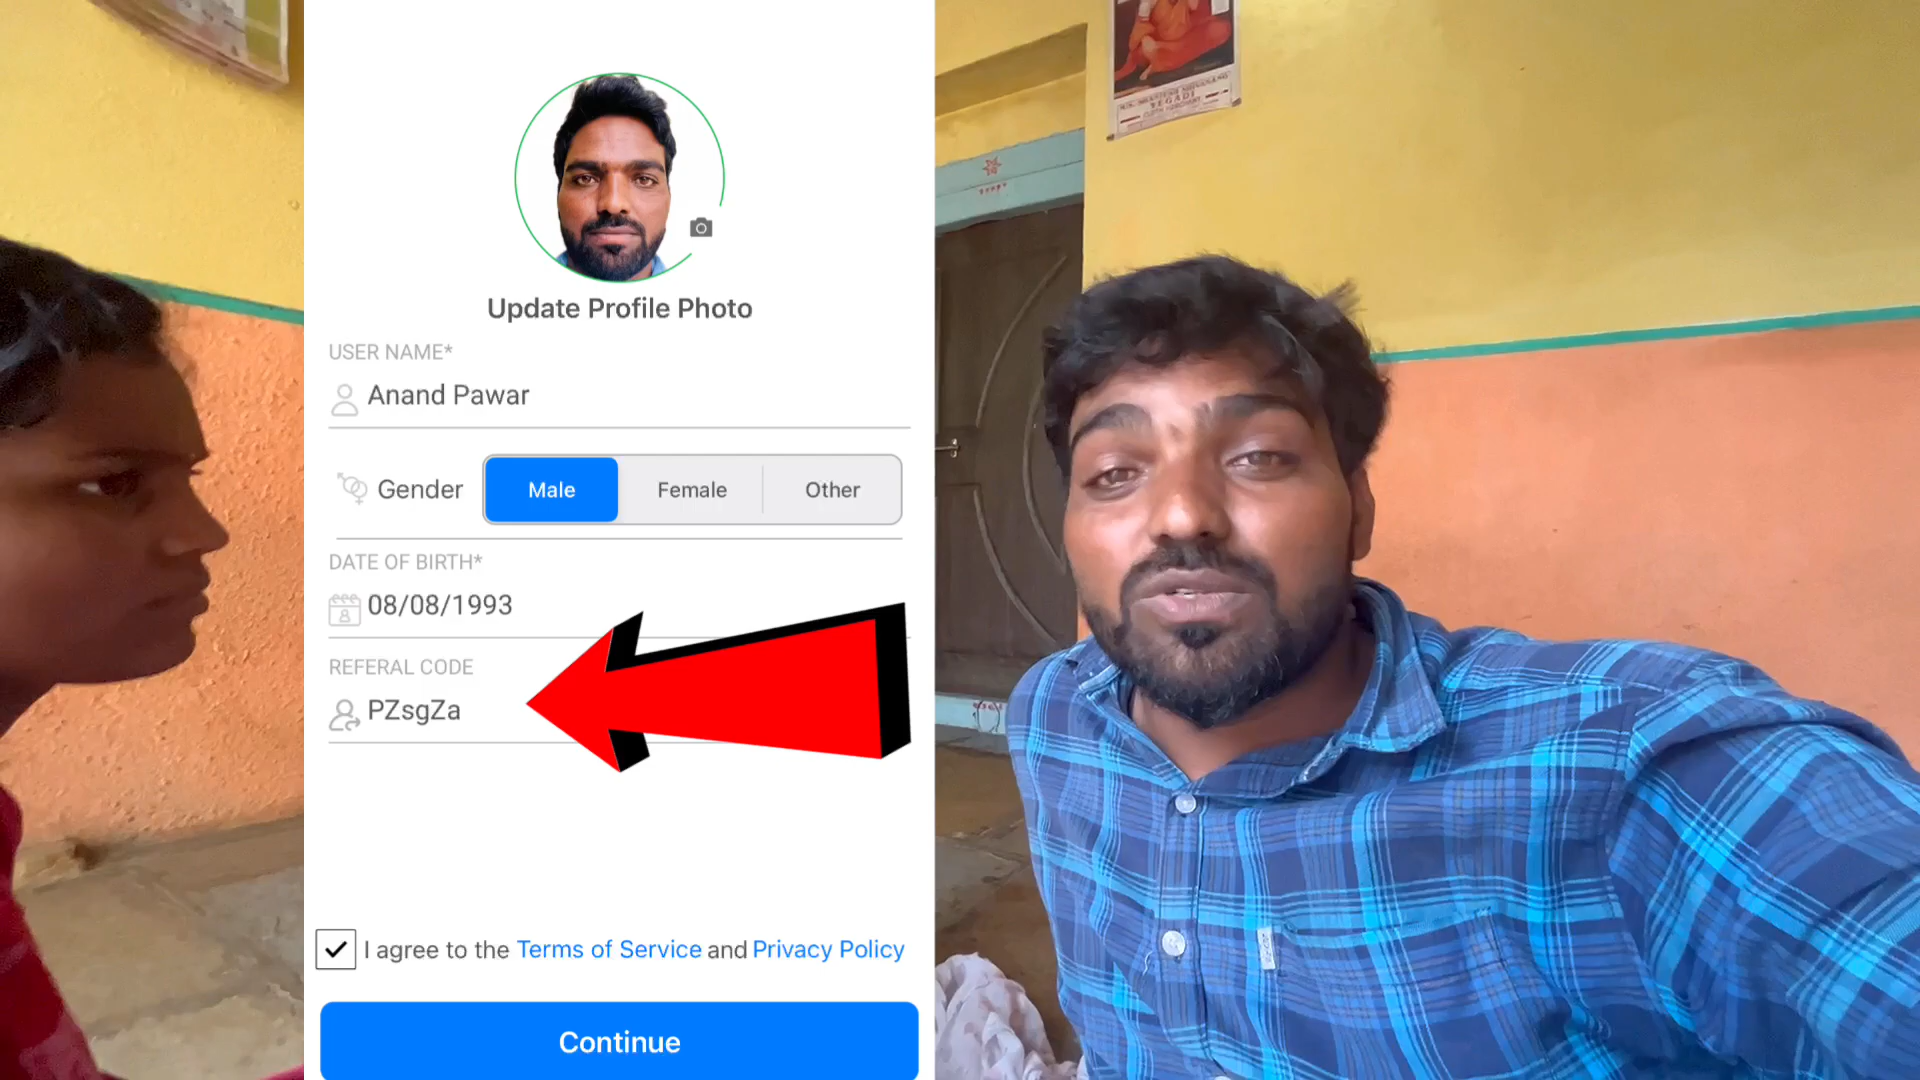 Update Profile Photo
USER NAME*
Anand Pawar
Gender
Male
Female
Other
DATE OF BIRTH*
08/08/1993
REFERAL CODE
PZsgZa
I agree to the Terms of Service and Privacy Policy
Continue
YEGADI